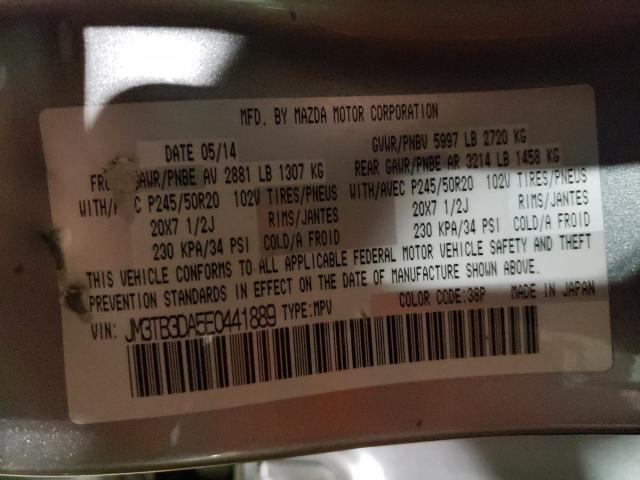 MFD. BY MAZDA MOTOR CORPORATION
DATE 05/14 GVWR/PNBV 5997 LB 2720 KG
GAWR/PNBE AV 2881 LB 1307 KG REAR GAWR/PNBE AR 3214 LB 1458 KG
WITH/AVEC P245/50R20 102V TIRES/PNEUS WITH/AVEC P245/50R20 102V TIRES/PNEUS
20X7 1/2J RIMS/JANTES 20X7 1/2J RIMS/JANTES
230 KPA/34 PSI COLD/A FROID 230 KPA/34 PSI COLD/A FROID
THIS VEHICLE CONFORMS TO ALL APPLICABLE FEDERAL MOTOR VEHICLE SAFETY AND THEFT
PREVENTION STANDARDS IN EFFECT ON THE DATE OF MANUFACTURE SHOWN ABOVE.
VIN: JM3TB3DA5E0441889 TYPE:MPV COLOR CODE:38P MADE IN JAPAN